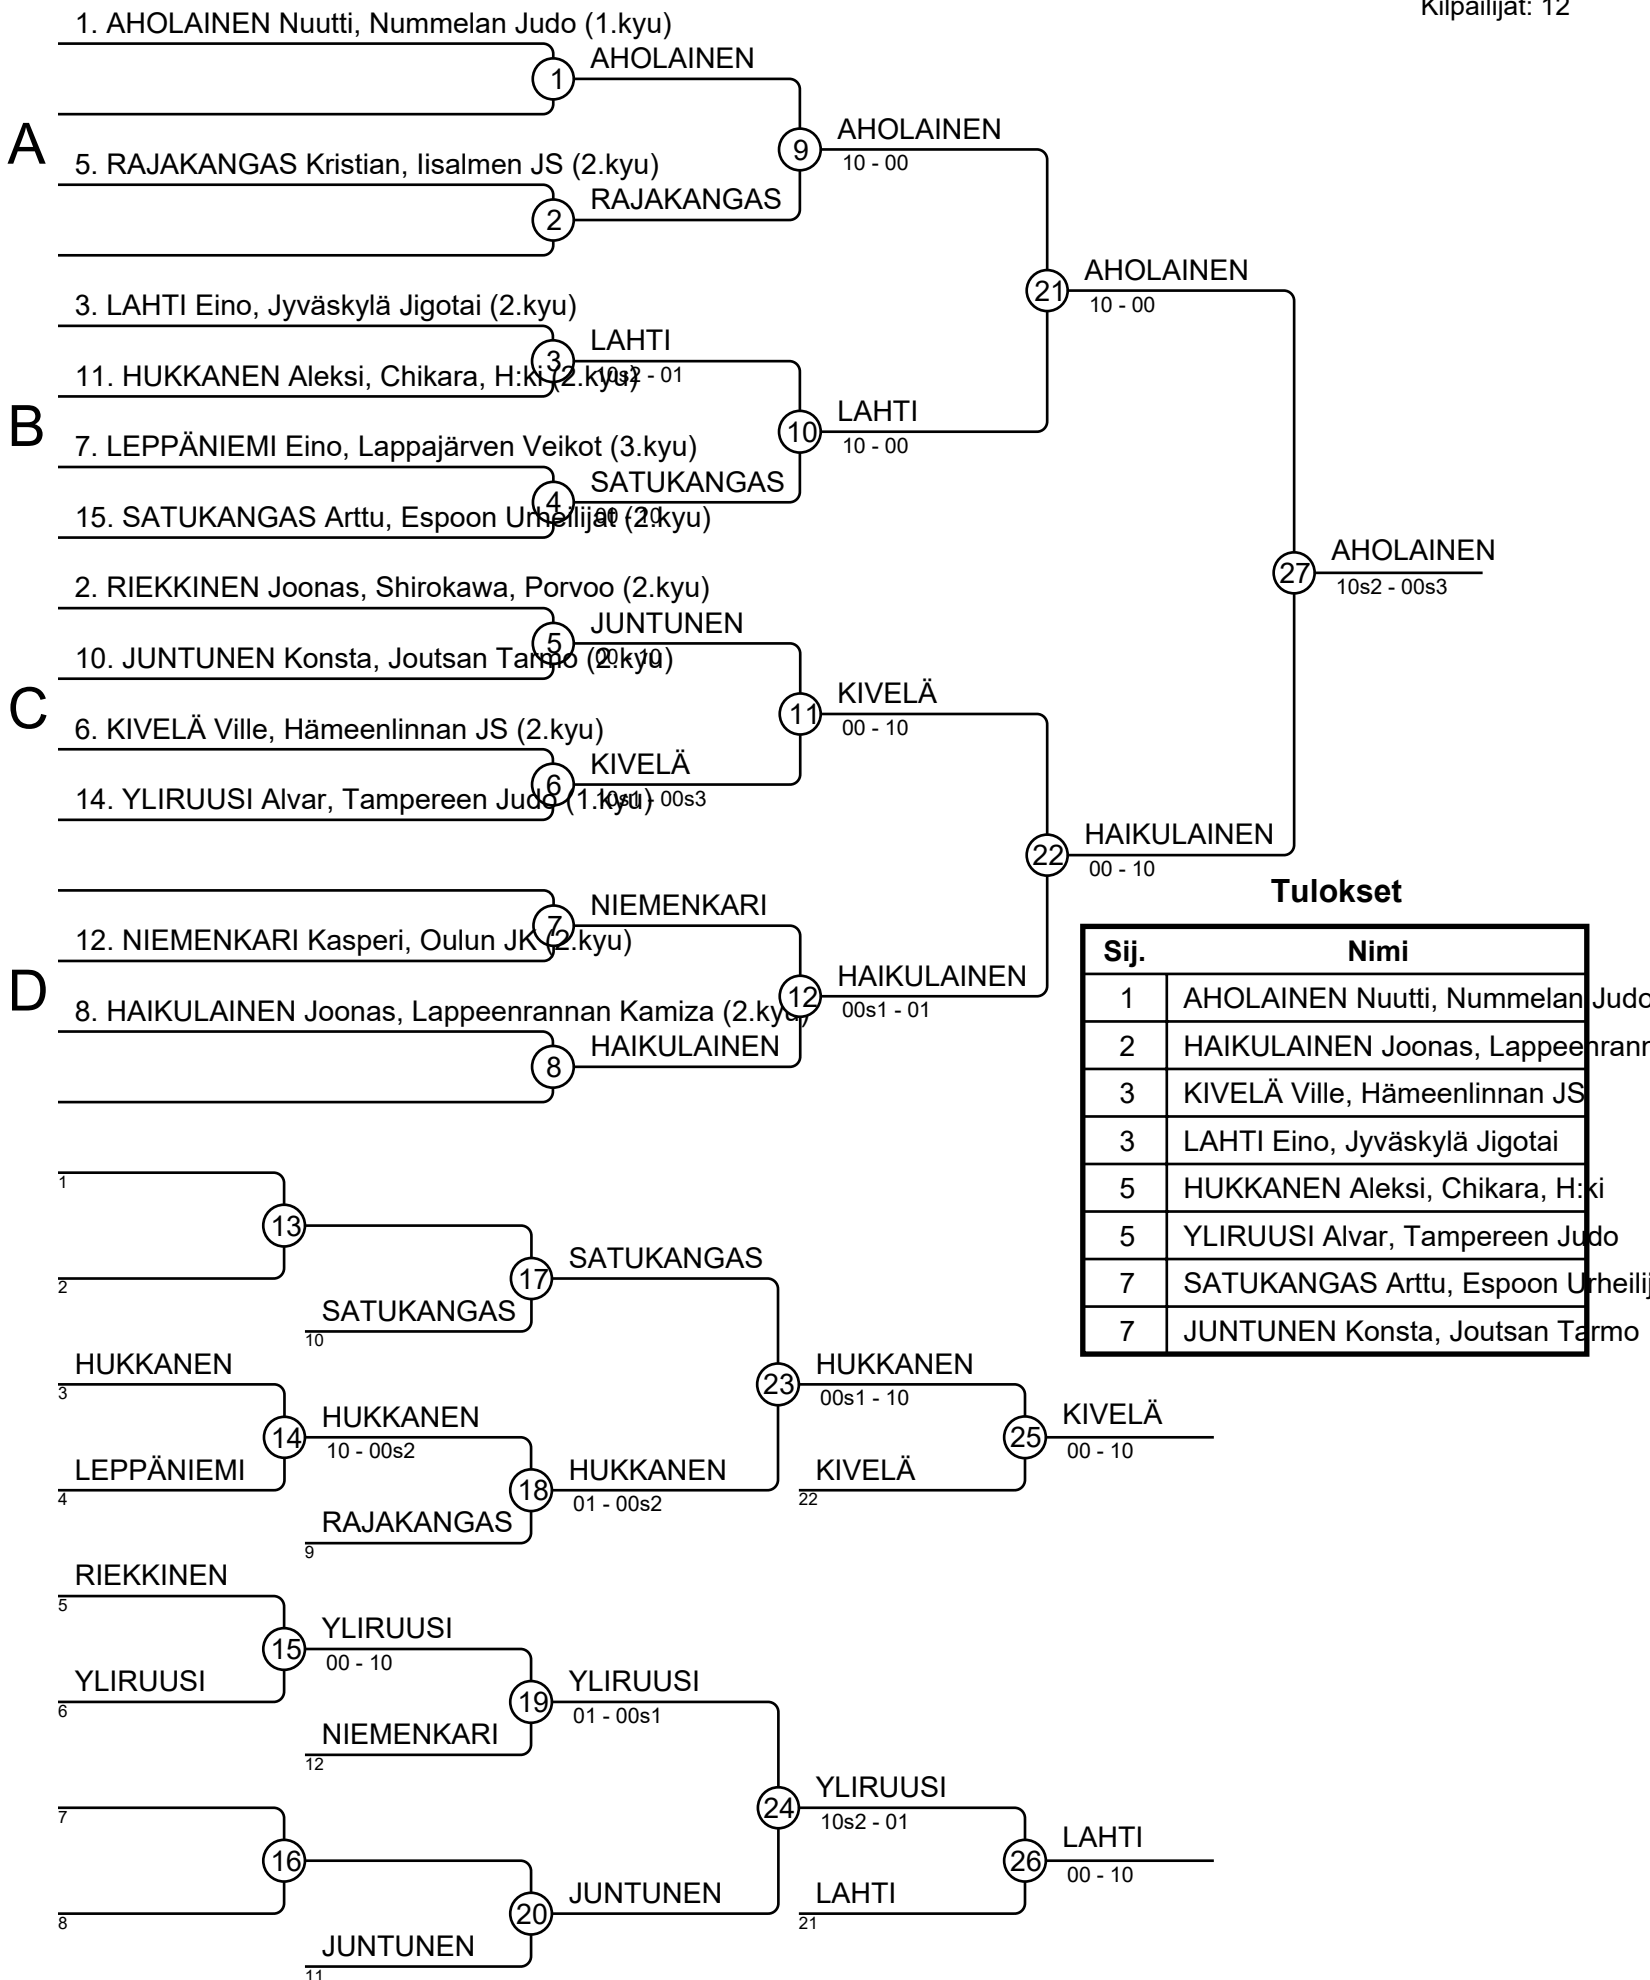 Kilpailijat: 12
1. AHOLAINEN Nuutti, Nummelan Judo (1.kyu)
1
AHOLAINEN
A
5. RAJAKANGAS Kristian, Iisalmen JS (2.kyu)
2
RAJAKANGAS
9
AHOLAINEN
10 - 00
3. LAHTI Eino, Jyväskylä Jigotai (2.kyu)
11. HUKKANEN Aleksi, Chikara, H:ki (2.kyu)
3
LAHTI
10s2 - 01
B
7. LEPPÄNIEMI Eino, Lappajärven Veikot (3.kyu)
15. SATUKANGAS Arttu, Espoon Urheilijat (2.kyu)
4
SATUKANGAS
00 - 10
10
LAHTI
10 - 00
21
AHOLAINEN
10 - 00
2. RIEKKINEN Joonas, Shirokawa, Porvoo (2.kyu)
10. JUNTUNEN Konsta, Joutsan Tarmo (2.kyu)
5
JUNTUNEN
00 - 10
C
6. KIVELÄ Ville, Hämeenlinnan JS (2.kyu)
14. YLIRUUSI Alvar, Tampereen Judo (1.kyu)
6
KIVELÄ
10s1 - 00s3
11
KIVELÄ
00 - 10
12. NIEMENKARI Kasperi, Oulun JK (2.kyu)
7
NIEMENKARI
D
8. HAIKULAINEN Joonas, Lappeenrannan Kamiza (2.kyu)
8
HAIKULAINEN
12
HAIKULAINEN
00s1 - 01
22
HAIKULAINEN
00 - 10
27
AHOLAINEN
10s2 - 00s3
Tulokset
Sij. Nimi
1 AHOLAINEN Nuutti, Nummelan Judo
2 HAIKULAINEN Joonas, Lappeenrann
3 KIVELÄ Ville, Hämeenlinnan JS
3 LAHTI Eino, Jyväskylä Jigotai
5 HUKKANEN Aleksi, Chikara, H:ki
5 YLIRUUSI Alvar, Tampereen Judo
7 SATUKANGAS Arttu, Espoon Urheilij
7 JUNTUNEN Konsta, Joutsan Tarmo
1
13
2
17
SATUKANGAS
SATUKANGAS
10
HUKKANEN
3
14
HUKKANEN
10 - 00s2
LEPPÄNIEMI
4
18
HUKKANEN
01 - 00s2
RAJAKANGAS
9
23
HUKKANEN
00s1 - 10
KIVELÄ
22
25
KIVELÄ
00 - 10
RIEKKINEN
5
15
YLIRUUSI
00 - 10
YLIRUUSI
6
19
YLIRUUSI
01 - 00s1
NIEMENKARI
12
7
16
8
20
JUNTUNEN
JUNTUNEN
11
24
YLIRUUSI
10s2 - 01
LAHTI
21
26
LAHTI
00 - 10